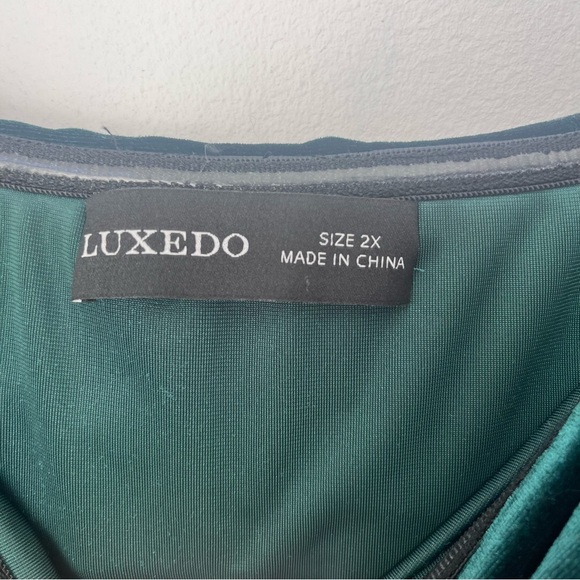 LUXEDO
SIZE 2X
MADE IN CHINA